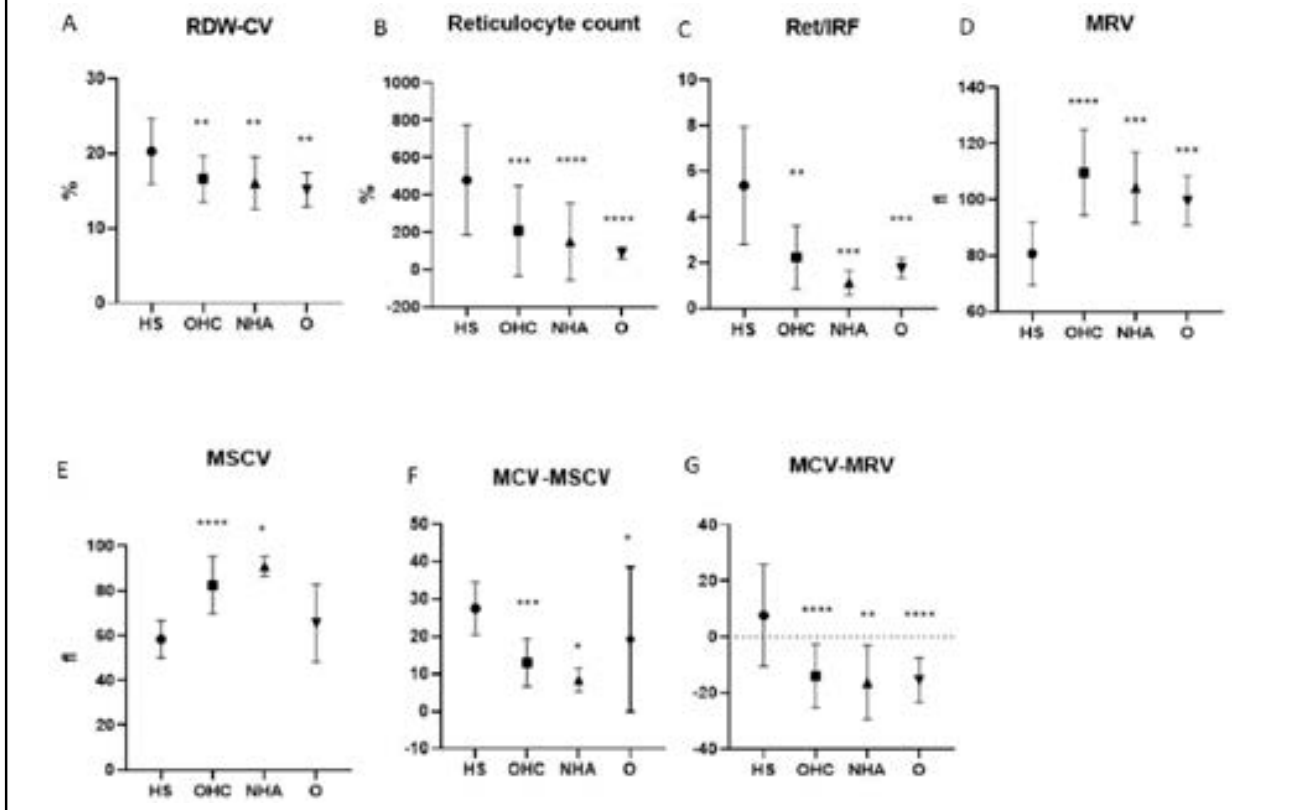 A RDW-CV
%
30
20
10
0
** ** **
HS OHC NHA O
B Reticulocyte count
%
1000
800
600
400
200
0
-200
*** **** ****
HS OHC NHA O
C Ret/IRF
10
8
6
4
2
0
** *** ***
HS OHC NHA O
D MRV
fl
140
120
100
80
60
**** *** ***
HS OHC NHA O
E MSCV
fl
100
80
60
40
20
0
**** *
HS OHC NHA O
F MCV-MSCV
50
40
30
20
10
0
-10
*** * *
HS OHC NHA O
G MCV-MRV
40
20
0
-20
-40
**** ** ****
HS OHC NHA O